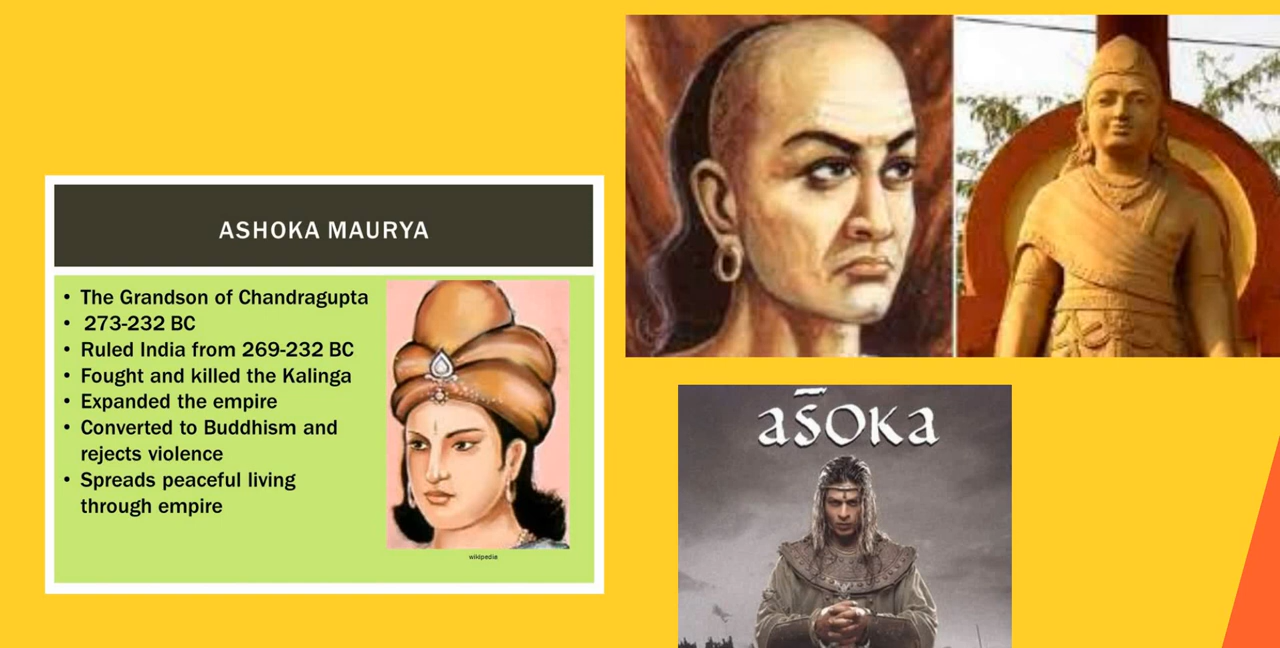 ASHOKA MAURYA
• The Grandson of Chandragupta
• 273-232 BC
• Ruled India from 269-232 BC
• Fought and killed the Kalinga
• Expanded the empire
• Converted to Buddhism and
rejects violence
• Spreads peaceful living
through empire
wikipedia
aśōka